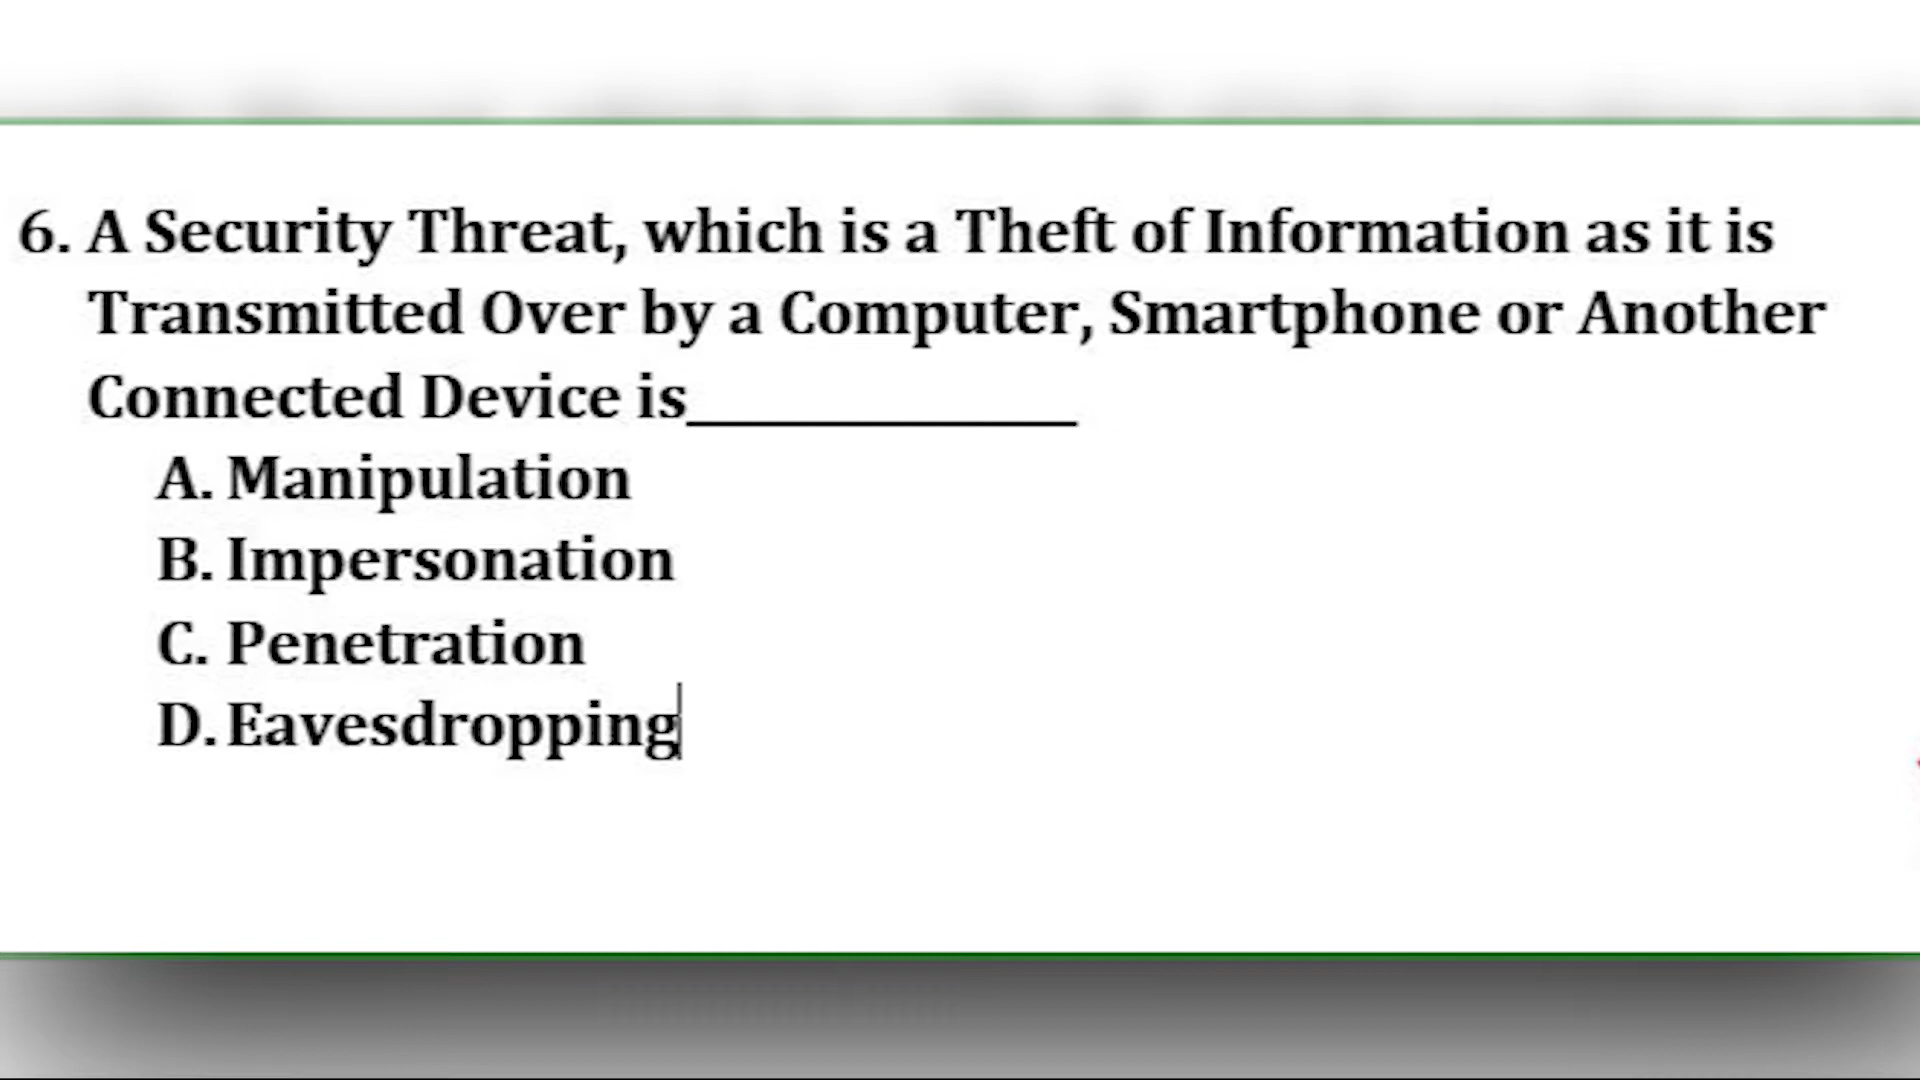 6. A Security Threat, which is a Theft of Information as it is
Transmitted Over by a Computer, Smartphone or Another
Connected Device is____________
A. Manipulation
B. Impersonation
C. Penetration
D. Eavesdropping